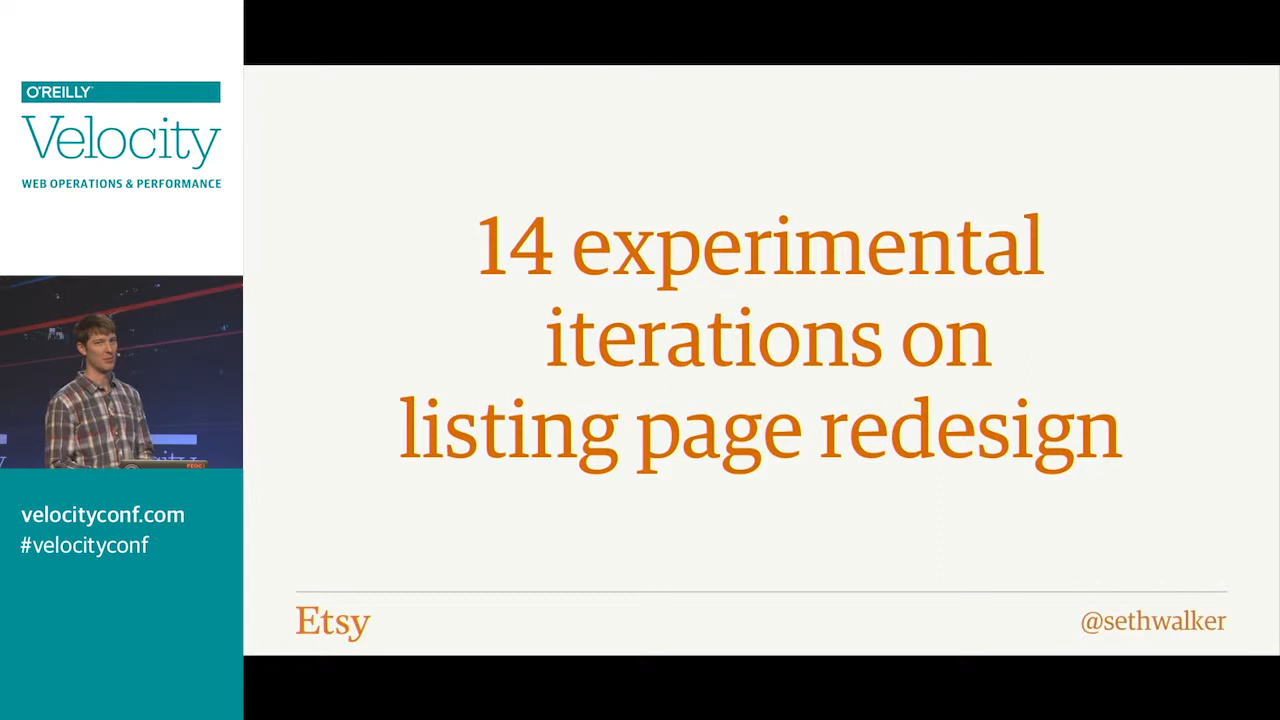 O'REILLY
Velocity
WEB OPERATIONS & PERFORMANCE
velocityconf.com
#velocityconf
14 experimental
iterations on
listing page redesign
Etsy
@sethwalker